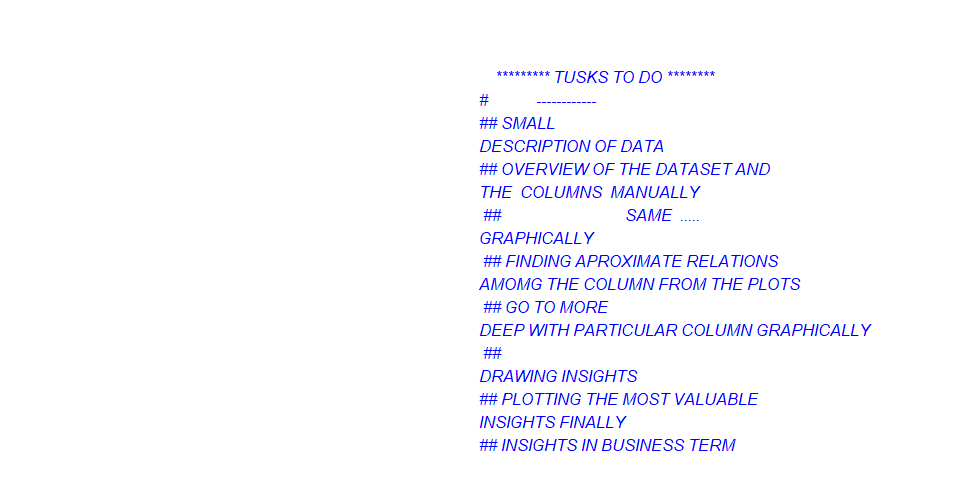 ********* TUSKS TO DO ********
# ------------
## SMALL
DESCRIPTION OF DATA
## OVERVIEW OF THE DATASET AND
THE COLUMNS MANUALLY
## SAME .....
GRAPHICALLY
## FINDING APROXIMATE RELATIONS
AMOMG THE COLUMN FROM THE PLOTS
## GO TO MORE
DEEP WITH PARTICULAR COLUMN GRAPHICALLY
##
DRAWING INSIGHTS
## PLOTTING THE MOST VALUABLE
INSIGHTS FINALLY
## INSIGHTS IN BUSINESS TERM